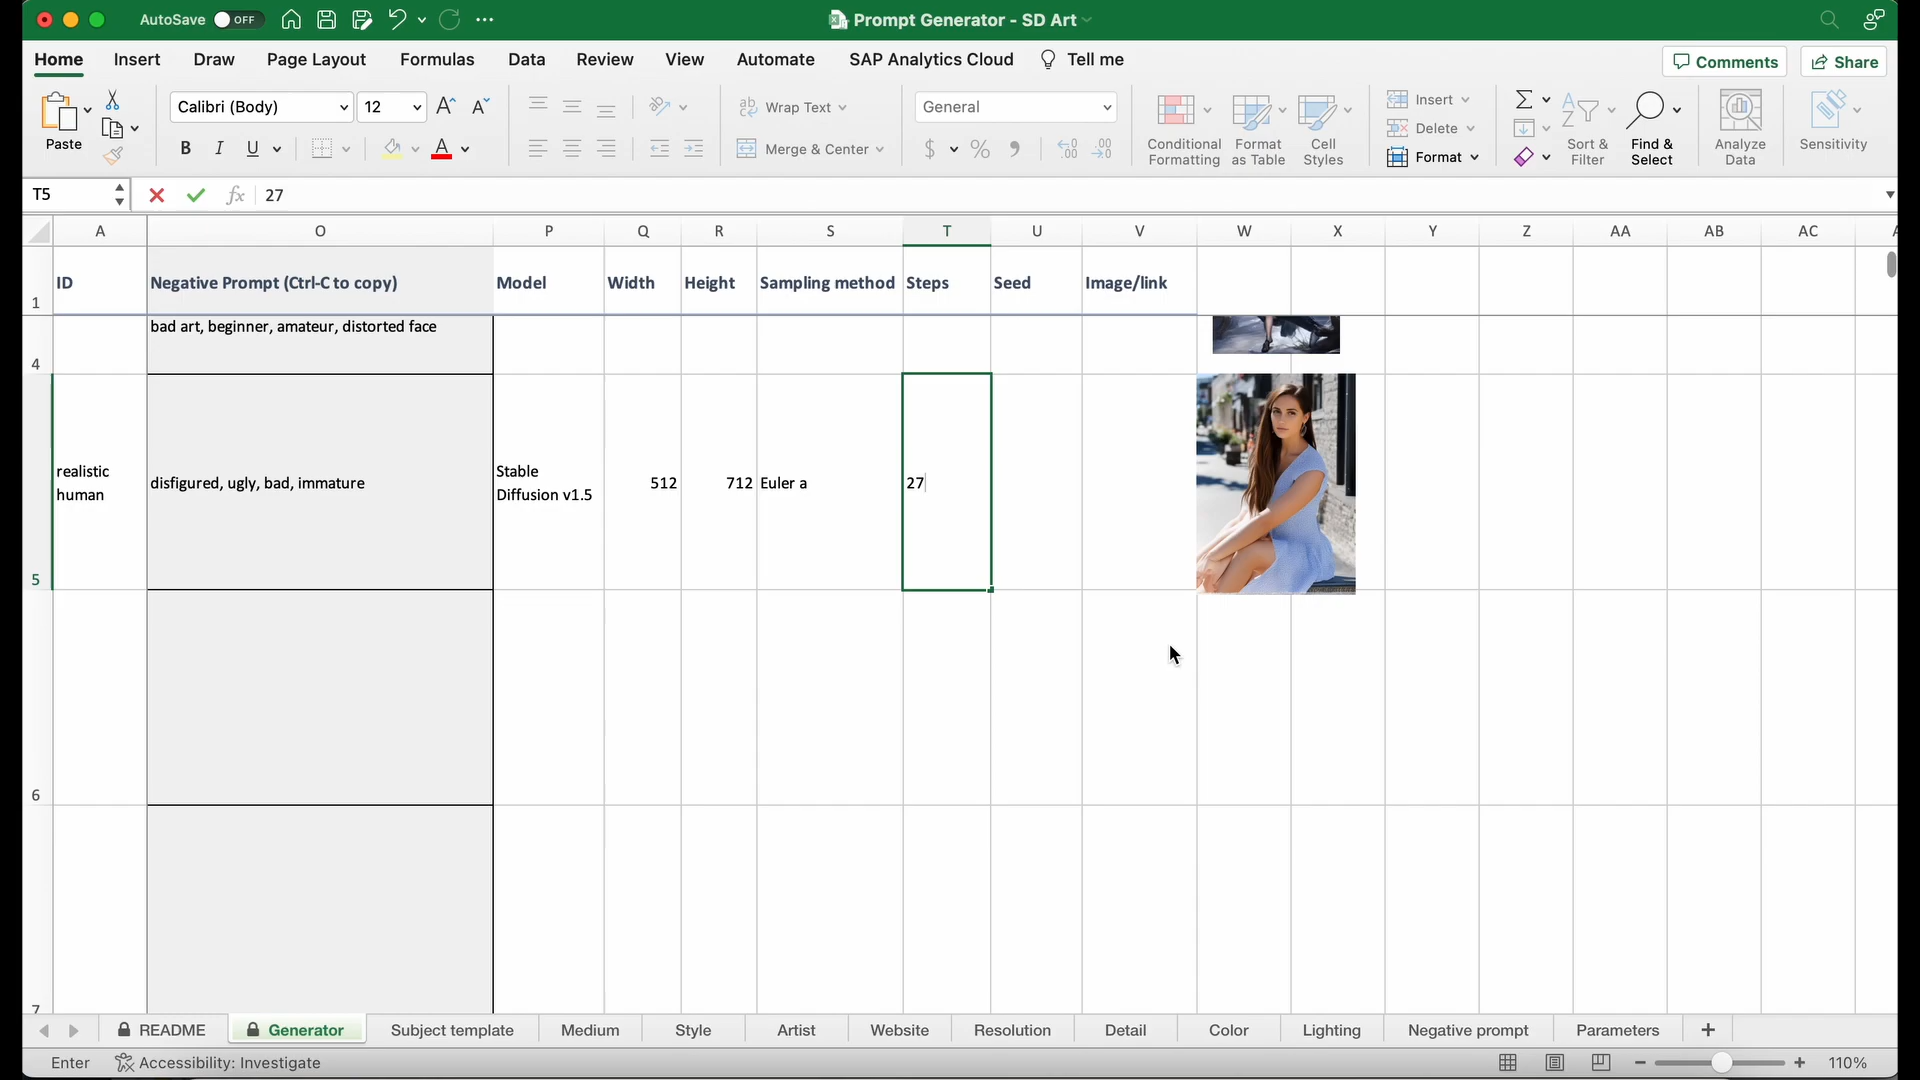 AutoSave OFF
Prompt Generator - SD Art
Home Insert Draw Page Layout Formulas Data Review View Automate SAP Analytics Cloud Tell me
Comments Share
Paste
Calibri (Body) 12
B I U A
Wrap Text
Merge & Center
General
$ %
Conditional
Formatting
Format
as Table
Cell
Styles
Insert
Delete
Format
Sort &
Filter
Find &
Select
Analyze
Data
Sensitivity
T5 fx 27
A O P Q R S T U V W X Y Z AA AB AC
1 ID Negative Prompt (Ctrl-C to copy) Model Width Height Sampling method Steps Seed Image/link
bad art, beginner, amateur, distorted face
4
realistic
human
disfigured, ugly, bad, immature
Stable
Diffusion v1.5
512 712 Euler a 27
5
6
7
README Generator Subject template Medium Style Artist Website Resolution Detail Color Lighting Negative prompt Parameters +
Enter Accessibility: Investigate 110%